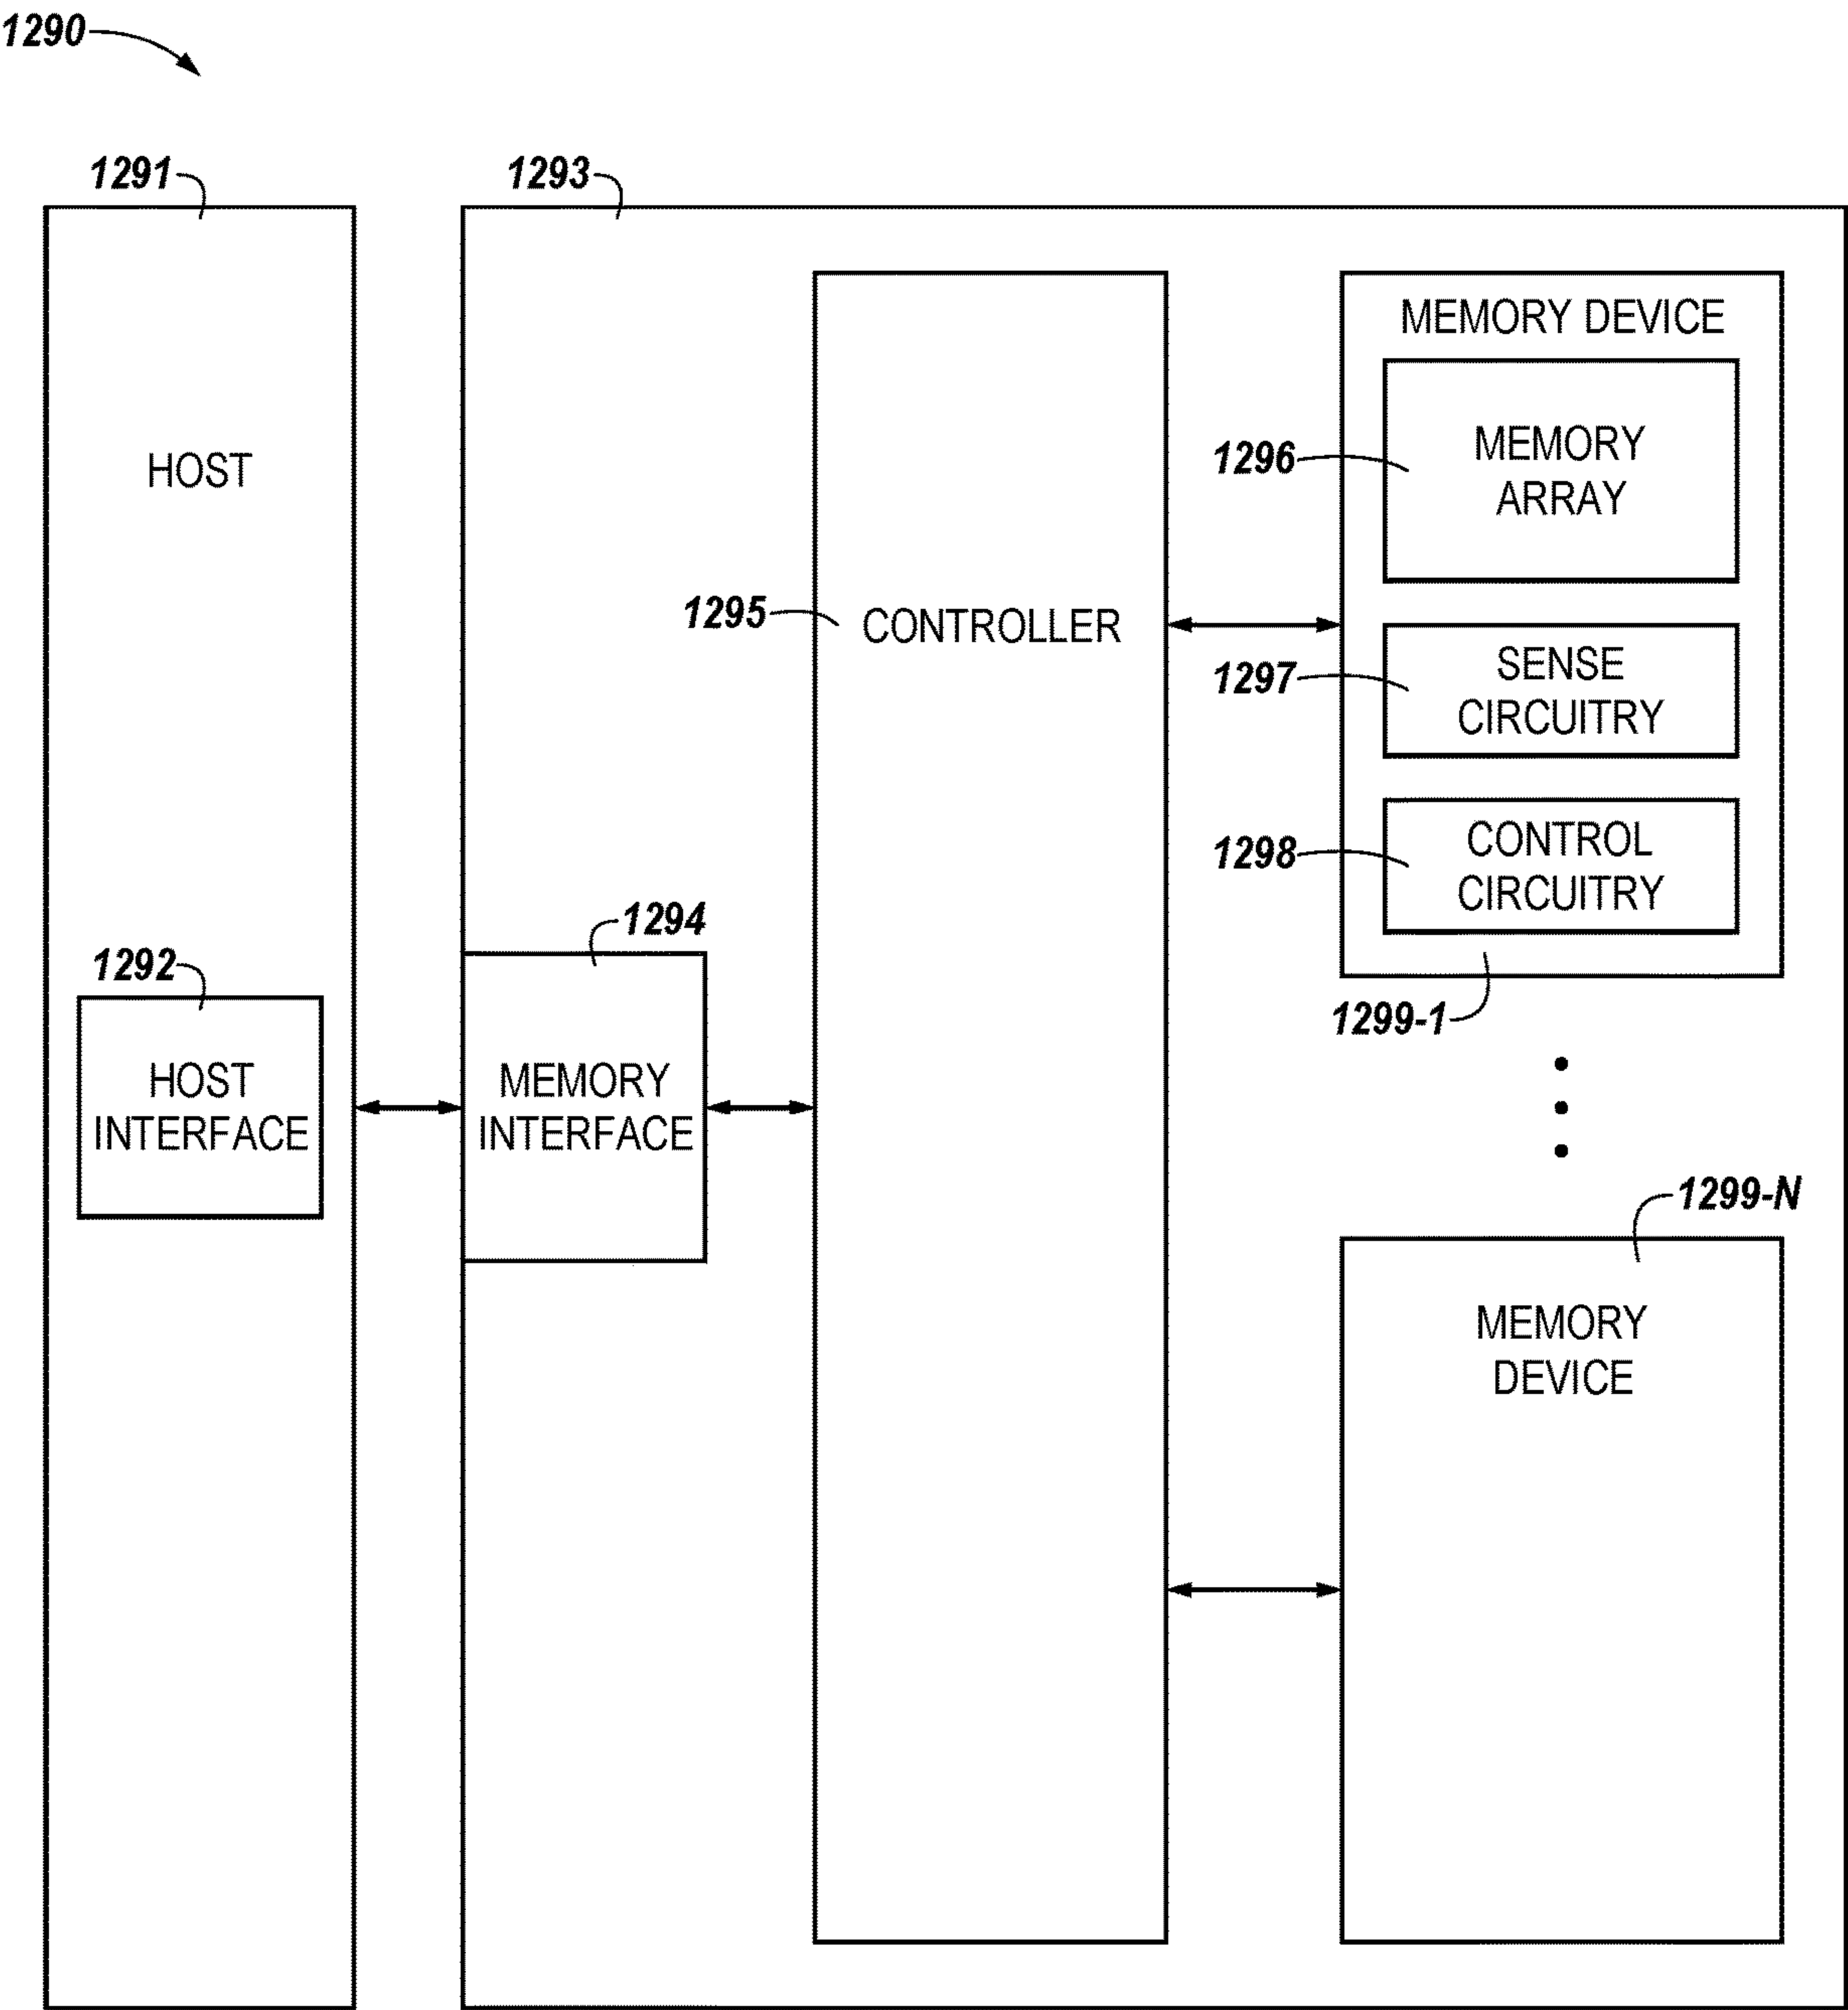 1290
1291
1293
HOST
1292
HOST
INTERFACE
1294
MEMORY
INTERFACE
1295
CONTROLLER
MEMORY DEVICE
1296
MEMORY
ARRAY
1297
SENSE
CIRCUITRY
1298
CONTROL
CIRCUITRY
1299-1
1299-N
MEMORY
DEVICE